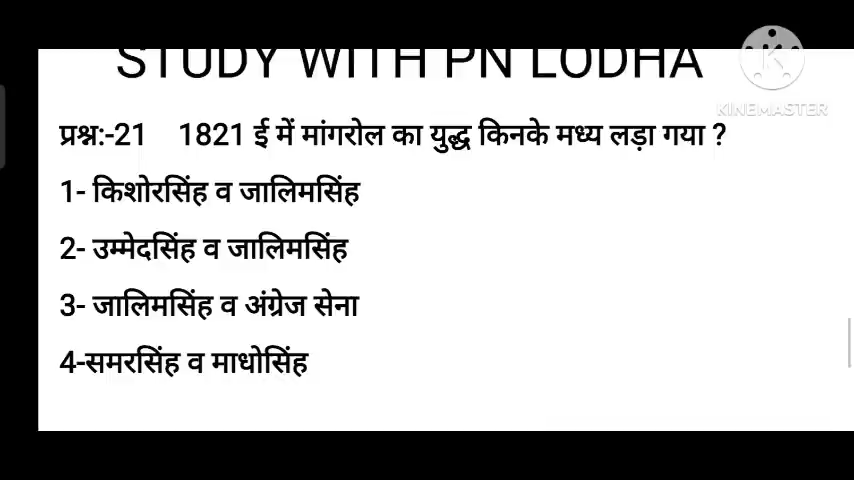 STUDY WITH PN LODHA
KINEMASTER
प्रश्न:-21 1821 ई में मांगरोल का युद्ध किनके मध्य लड़ा गया ?
1- किशोरसिंह व जालिमसिंह
2- उम्मेदसिंह व जालिमसिंह
3- जालिमसिंह व अंग्रेज सेना
4-समरसिंह व माधोसिंह